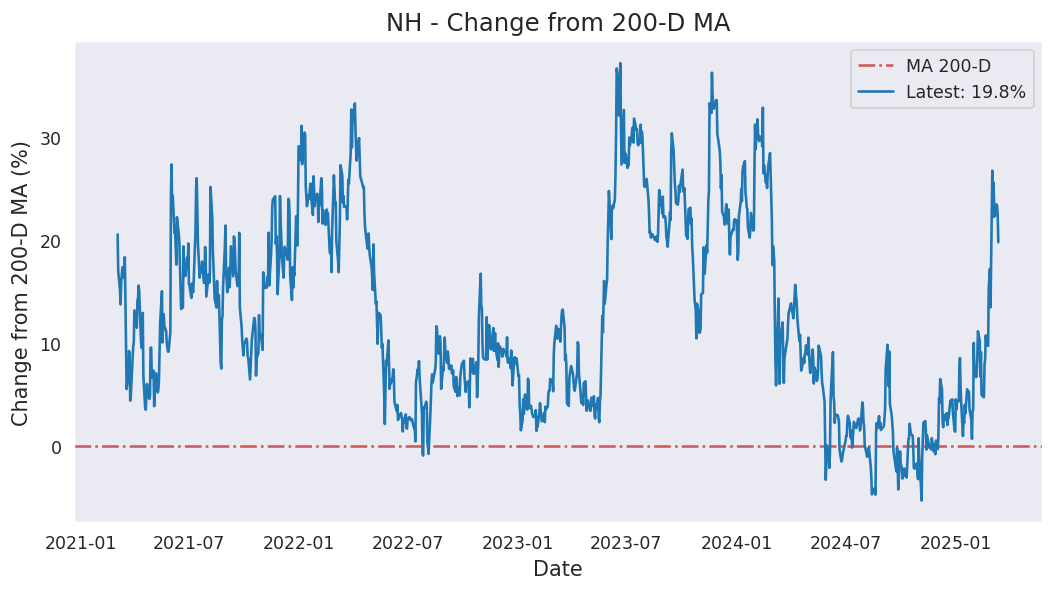 NH - Change from 200-D MA
MA 200-D
Latest: 19.8%
Change from 200-D MA (%)
30
20
10
0
2021-01 2021-07 2022-01 2022-07 2023-01 2023-07 2024-01 2024-07 2025-01
Date